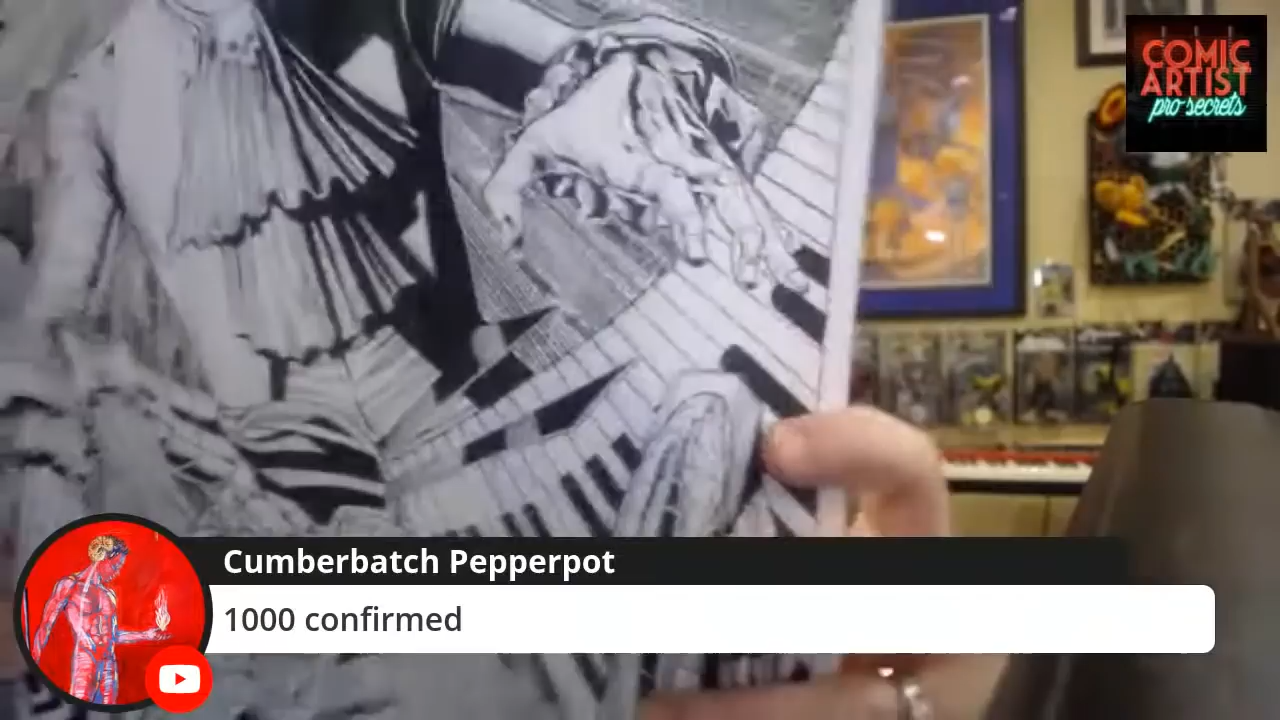 COMIC
ARTIST
pro secrets
Cumberbatch Pepperpot
1000 confirmed